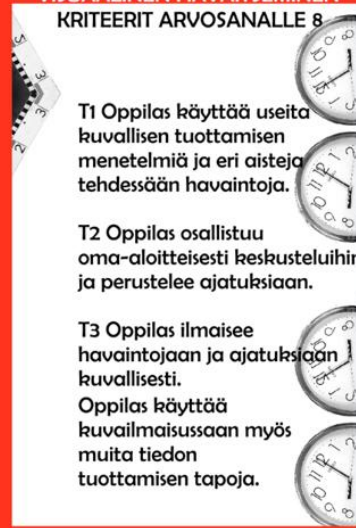 KRITEERIT ARVOSANALLE 8
T1 Oppilas käyttää useita
kuvallisen tuottamisen
menetelmiä ja eri aisteja
tehdessään havaintoja.
T2 Oppilas osallistuu
oma-aloitteisesti keskusteluihin
ja perustelee ajatuksiaan.
T3 Oppilas ilmaisee
havaintojaan ja ajatuksiaan
kuvallisesti.
Oppilas käyttää
kuvailmaisussaan myös
muita tiedon
tuottamisen tapoja.